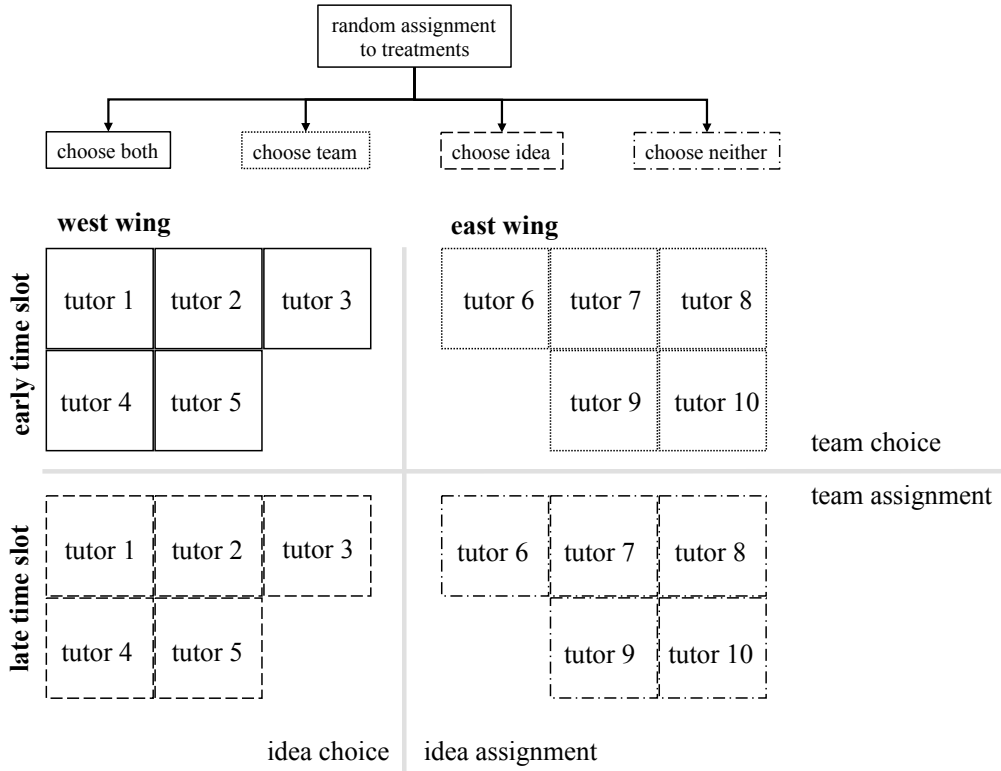 random assignment
to treatments
choose both
choose team
choose idea
choose neither
west wing
east wing
early time slot
tutor 1
tutor 2
tutor 3
tutor 6
tutor 7
tutor 8
tutor 4
tutor 5
tutor 9
tutor 10
team choice
team assignment
late time slot
tutor 1
tutor 2
tutor 3
tutor 6
tutor 7
tutor 8
tutor 4
tutor 5
tutor 9
tutor 10
idea choice
idea assignment